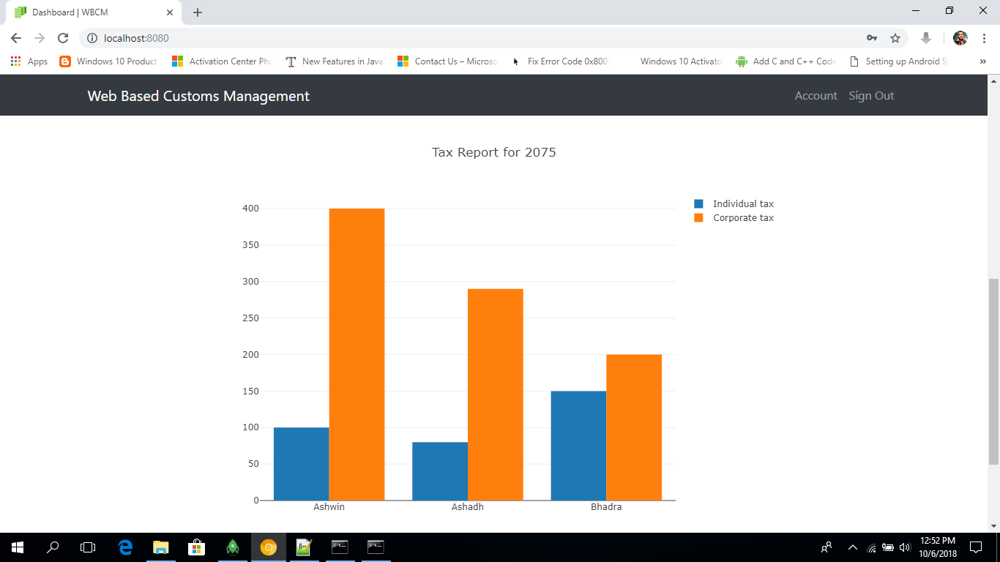 Dashboard | WBCM
localhost:8080
Apps Windows 10 Product Activation Center Pho New Features in Java Contact Us – Microso Fix Error Code 0x8007 Windows 10 Activato Add C and C++ Code Setting up Android S »
Web Based Customs Management Account Sign Out
Tax Report for 2075
Individual tax
Corporate tax
400
350
300
250
200
150
100
50
0
Ashwin Ashadh Bhadra
12:52 PM
10/6/2018